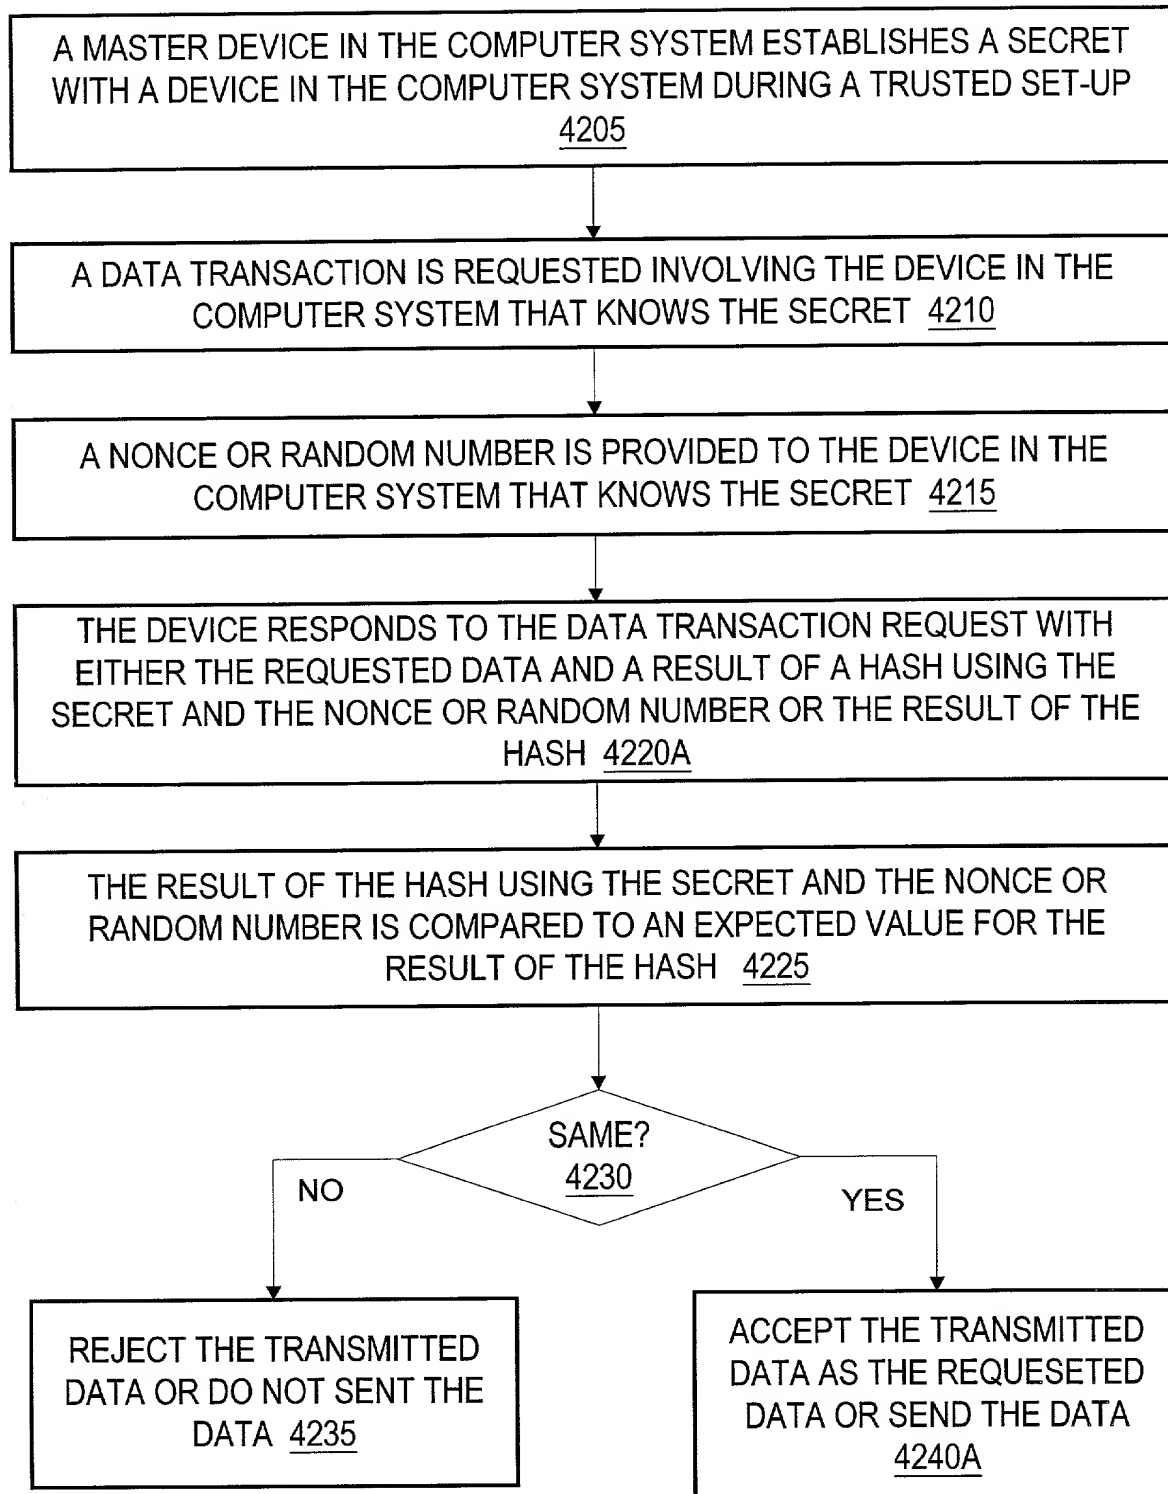 A MASTER DEVICE IN THE COMPUTER SYSTEM ESTABLISHES A SECRET
WITH A DEVICE IN THE COMPUTER SYSTEM DURING A TRUSTED SET-UP
4205
A DATA TRANSACTION IS REQUESTED INVOLVING THE DEVICE IN THE
COMPUTER SYSTEM THAT KNOWS THE SECRET 4210
A NONCE OR RANDOM NUMBER IS PROVIDED TO THE DEVICE IN THE
COMPUTER SYSTEM THAT KNOWS THE SECRET 4215
THE DEVICE RESPONDS TO THE DATA TRANSACTION REQUEST WITH
EITHER THE REQUESTED DATA AND A RESULT OF A HASH USING THE
SECRET AND THE NONCE OR RANDOM NUMBER OR THE RESULT OF THE
HASH 4220A
THE RESULT OF THE HASH USING THE SECRET AND THE NONCE OR
RANDOM NUMBER IS COMPARED TO AN EXPECTED VALUE FOR THE
RESULT OF THE HASH 4225
SAME?
4230
NO
YES
REJECT THE TRANSMITTED
DATA OR DO NOT SENT THE
DATA 4235
ACCEPT THE TRANSMITTED
DATA AS THE REQUESETED
DATA OR SEND THE DATA
4240A